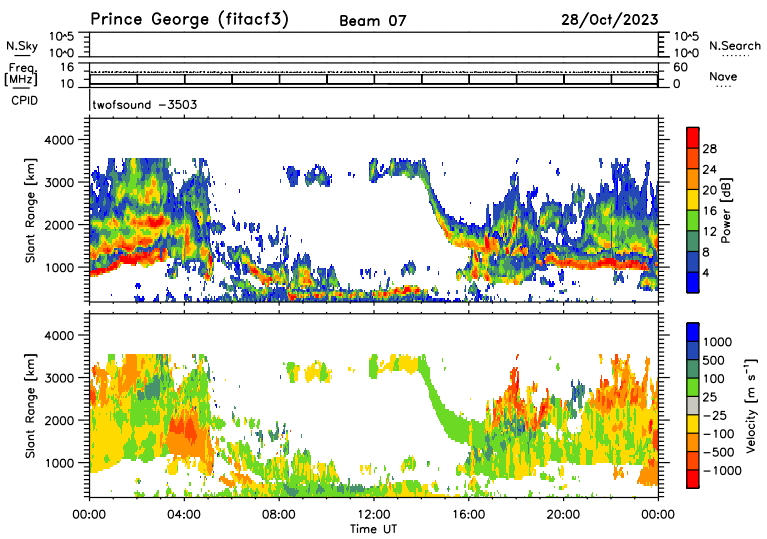 Prince George (fitacf3) Beam 07 28/Oct/2023
N.Sky 10^5 10^5 N.Search
10^0 10^0
Freq. [MHz] 16 60 Nave
10 0
CPID twofsound -3503
Slant Range [km]
4000
3000
2000
1000
28
24
20
16
12
8
4
Power [dB]
Slant Range [km]
4000
3000
2000
1000
1000
500
100
25
-25
-100
-500
-1000
Velocity [m s⁻¹]
00:00 04:00 08:00 12:00 16:00 20:00 00:00
Time UT